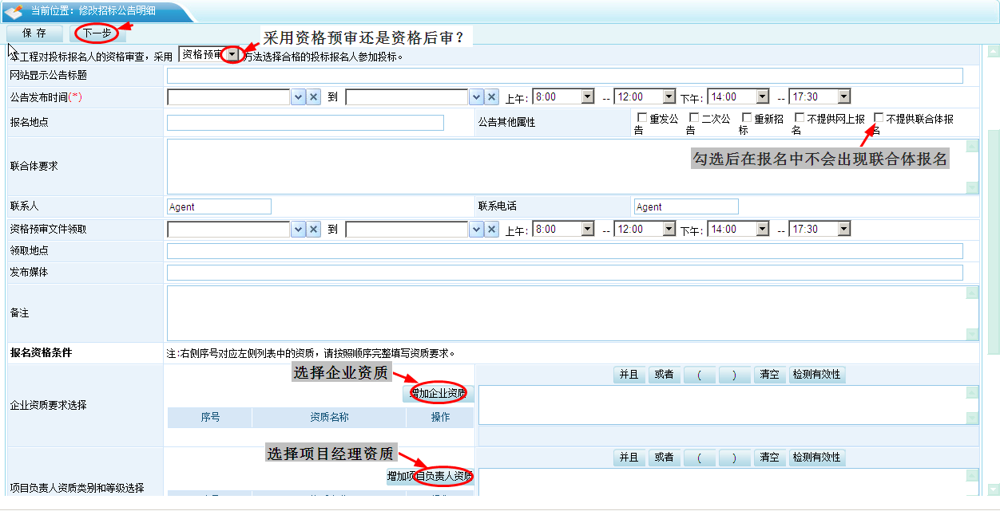 当前位置：修改招标公告明细
保 存 下一步
采用资格预审还是资格后审？
本工程对投标报名人的资格审查，采用 资格预审 方法选择合格的投标报名人参加投标。
网站显示公告标题
公告发布时间(*) 到 上午: 8:00 -- 12:00 下午: 14:00 -- 17:30
报名地点 公告其他属性 重发公告 二次公告 重新招标 不提供网上报名 不提供联合体报名
勾选后在报名中不会出现联合体报名
联合体要求
联系人 Agent 联系电话 Agent
资格预审文件领取 到 上午: 8:00 -- 12:00 下午: 14:00 -- 17:30
领取地点
发布媒体
备注
报名资格条件 注:右侧序号对应左侧列表中的资质，请按照顺序完整填写资质要求。
选择企业资质 并且 或者 ( ) 清空 检测有效性
增加企业资质
企业资质要求选择
序号 资质名称 操作
选择项目经理资质 并且 或者 ( ) 清空 检测有效性
增加项目负责人资质
项目负责人资质类别和等级选择